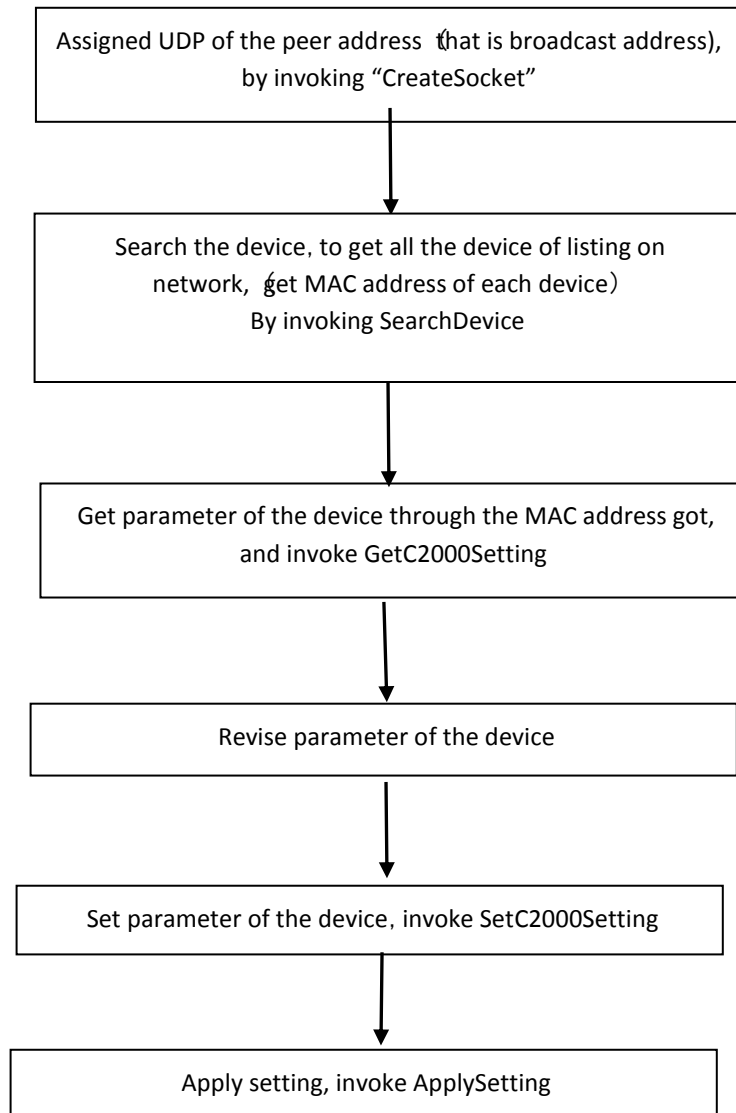 Assigned UDP of the peer address (that is broadcast address),
by invoking “CreateSocket”
Search the device, to get all the device of listing on
network, (get MAC address of each device)
By invoking SearchDevice
Get parameter of the device through the MAC address got,
and invoke GetC2000Setting
Revise parameter of the device
Set parameter of the device, invoke SetC2000Setting
Apply setting, invoke ApplySetting